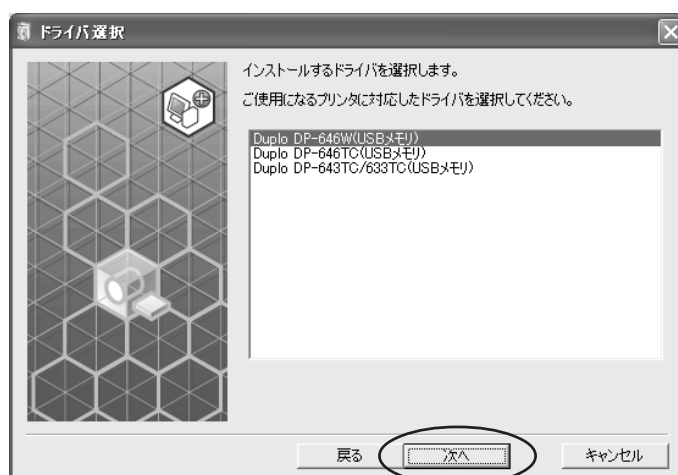 ドライバ選択
インストールするドライバを選択します。
ご使用になるプリンタに対応したドライバを選択してください。
Duplo DP-646W(USBメモリ)
Duplo DP-646TC(USBメモリ)
Duplo DP-643TC/633TC(USBメモリ)
戻る
次へ
キャンセル